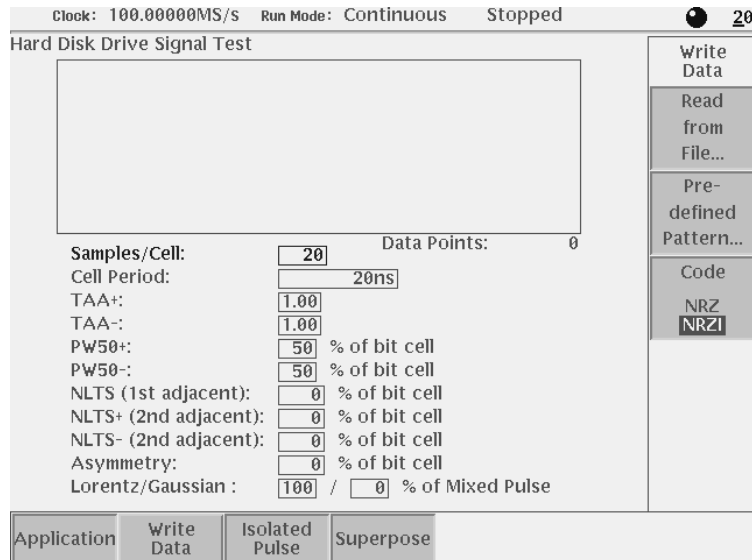 Clock: 100.00000MS/s Run Mode: Continuous Stopped 20
Hard Disk Drive Signal Test
Data Points: 0
Samples/Cell: 20
Cell Period: 20ns
TAA+: 1.00
TAA-: 1.00
PW50+: 50 % of bit cell
PW50-: 50 % of bit cell
NLTS (1st adjacent): 0 % of bit cell
NLTS+ (2nd adjacent): 0 % of bit cell
NLTS- (2nd adjacent): 0 % of bit cell
Asymmetry: 0 % of bit cell
Lorentz/Gaussian : 100 / 0 % of Mixed Pulse
Write
Data
Read
from
File...
Pre-
defined
Pattern...
Code
NRZ
NRZI
Application
Write
Data
Isolated
Pulse
Superpose